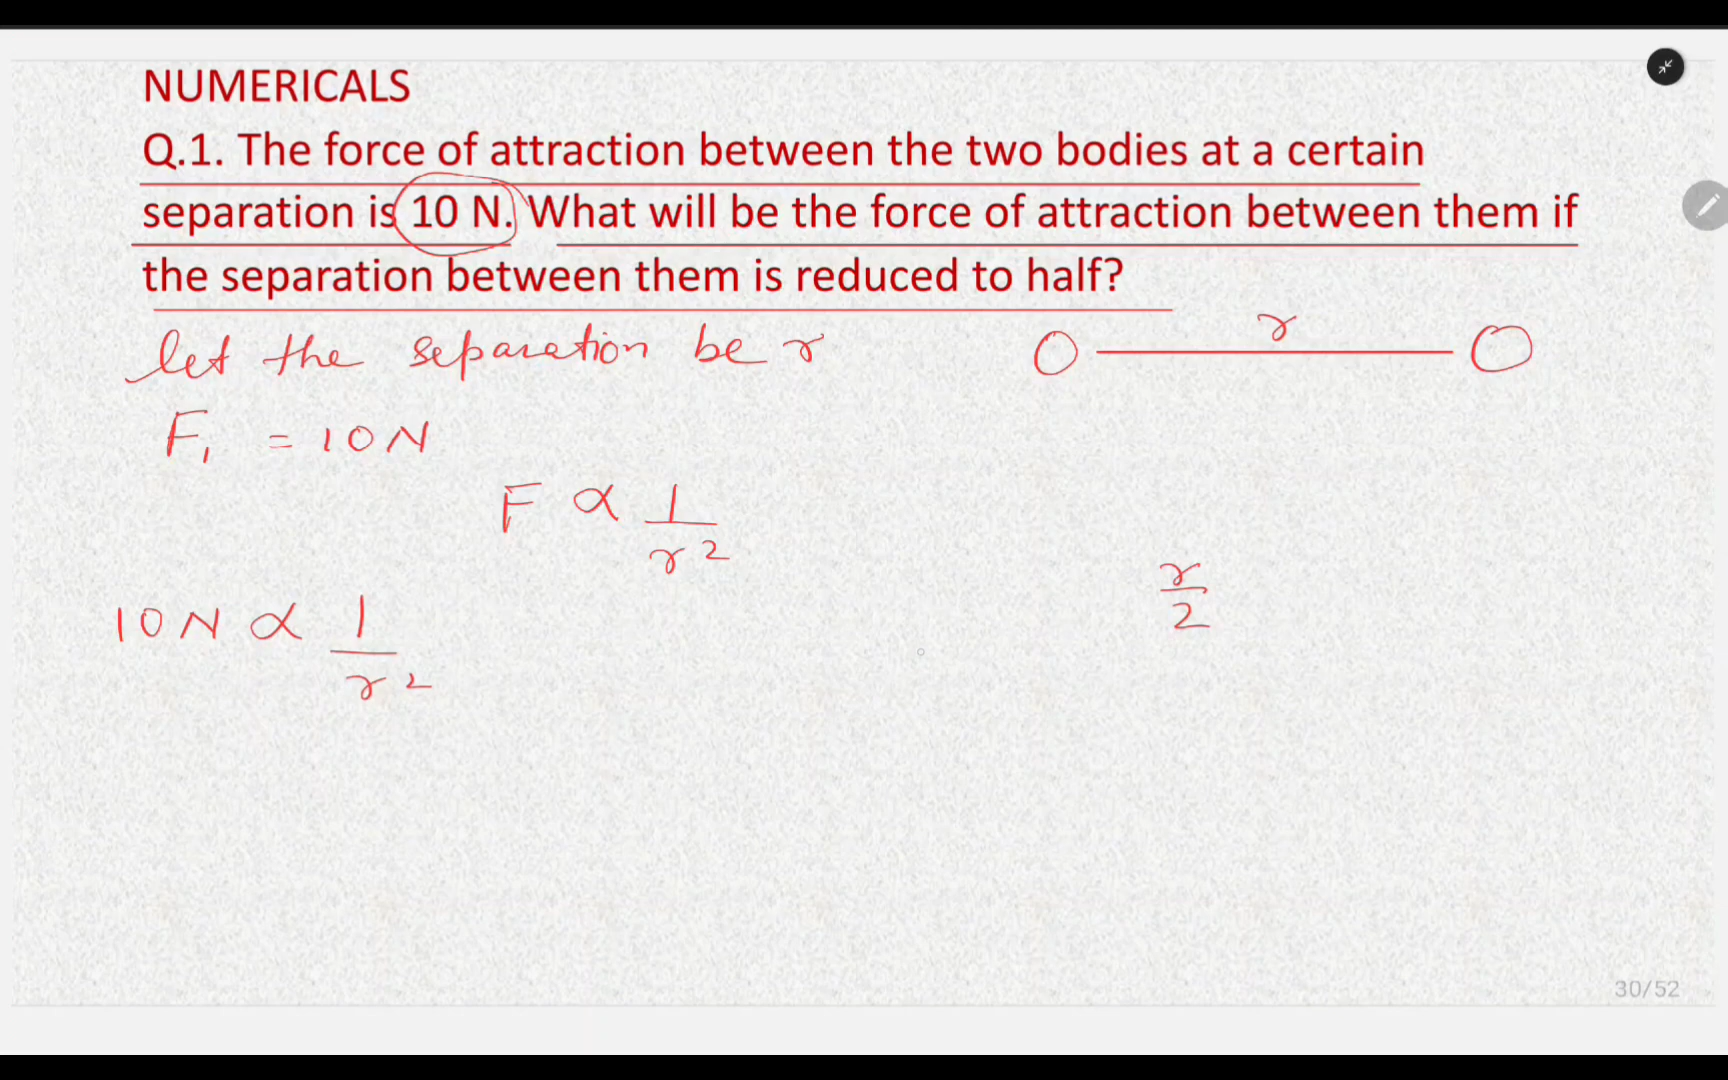 NUMERICALS
Q.1. The force of attraction between the two bodies at a certain
separation is 10 N. What will be the force of attraction between them if
the separation between them is reduced to half?
let the separation be r
r
F₁ = 10 N
F ∝ 1/r²
r/2
10 N ∝ 1/r²
30/52